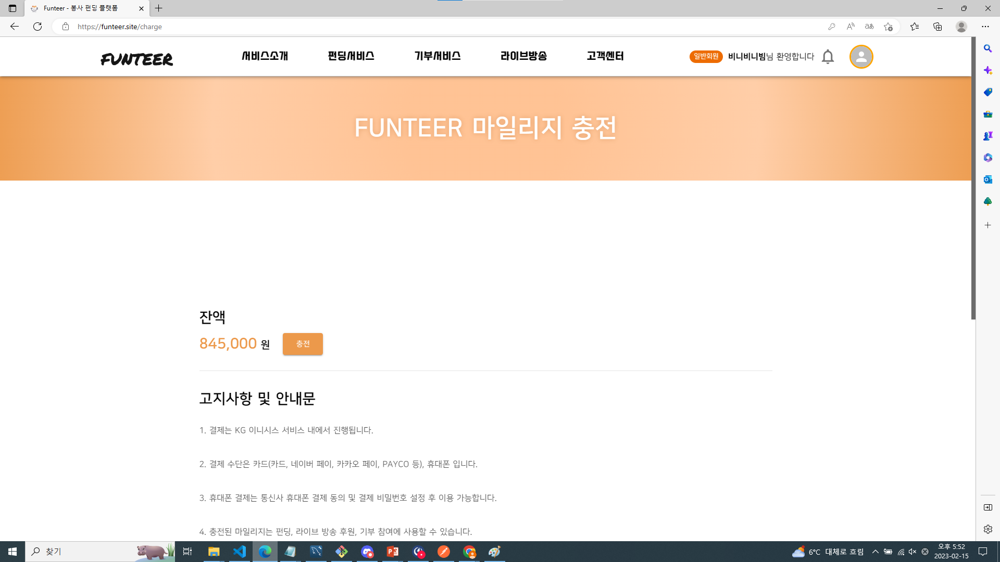 Funteer - 봉사 펀딩 플랫폼
https://funteer.site/charge
FUNTEER
서비스소개
펀딩서비스
기부서비스
라이브방송
고객센터
일반회원
비니비니빔님 환영합니다
FUNTEER 마일리지 충전
잔액
845,000 원
충전
고지사항 및 안내문
1. 결제는 KG 이니시스 서비스 내에서 진행됩니다.
2. 결제 수단은 카드(카드, 네이버 페이, 카카오 페이, PAYCO 등), 휴대폰 입니다.
3. 휴대폰 결제는 통신사 휴대폰 결제 동의 및 결제 비밀번호 설정 후 이용 가능합니다.
4. 충전된 마일리지는 펀딩, 라이브 방송 후원, 기부 참여에 사용할 수 있습니다.
찾기
6°C 대체로 흐림
오후 5:52
2023-02-15